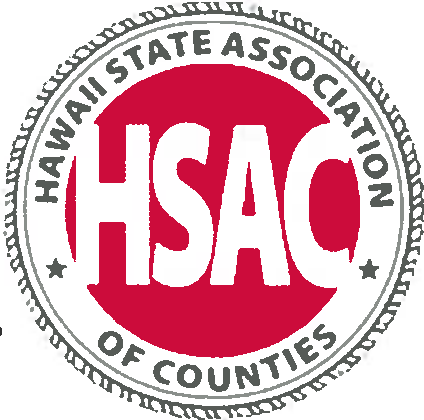 HAWAII STATE ASSOCIATION
HSAC
OF COUNTIES